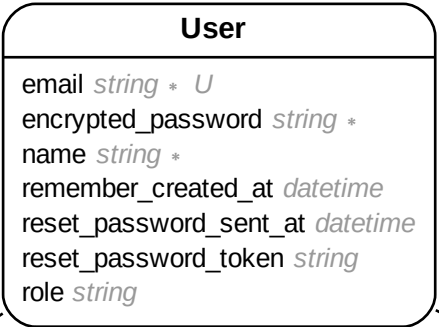 User
email string * U
encrypted_password string *
name string *
remember_created_at datetime
reset_password_sent_at datetime
reset_password_token string
role string